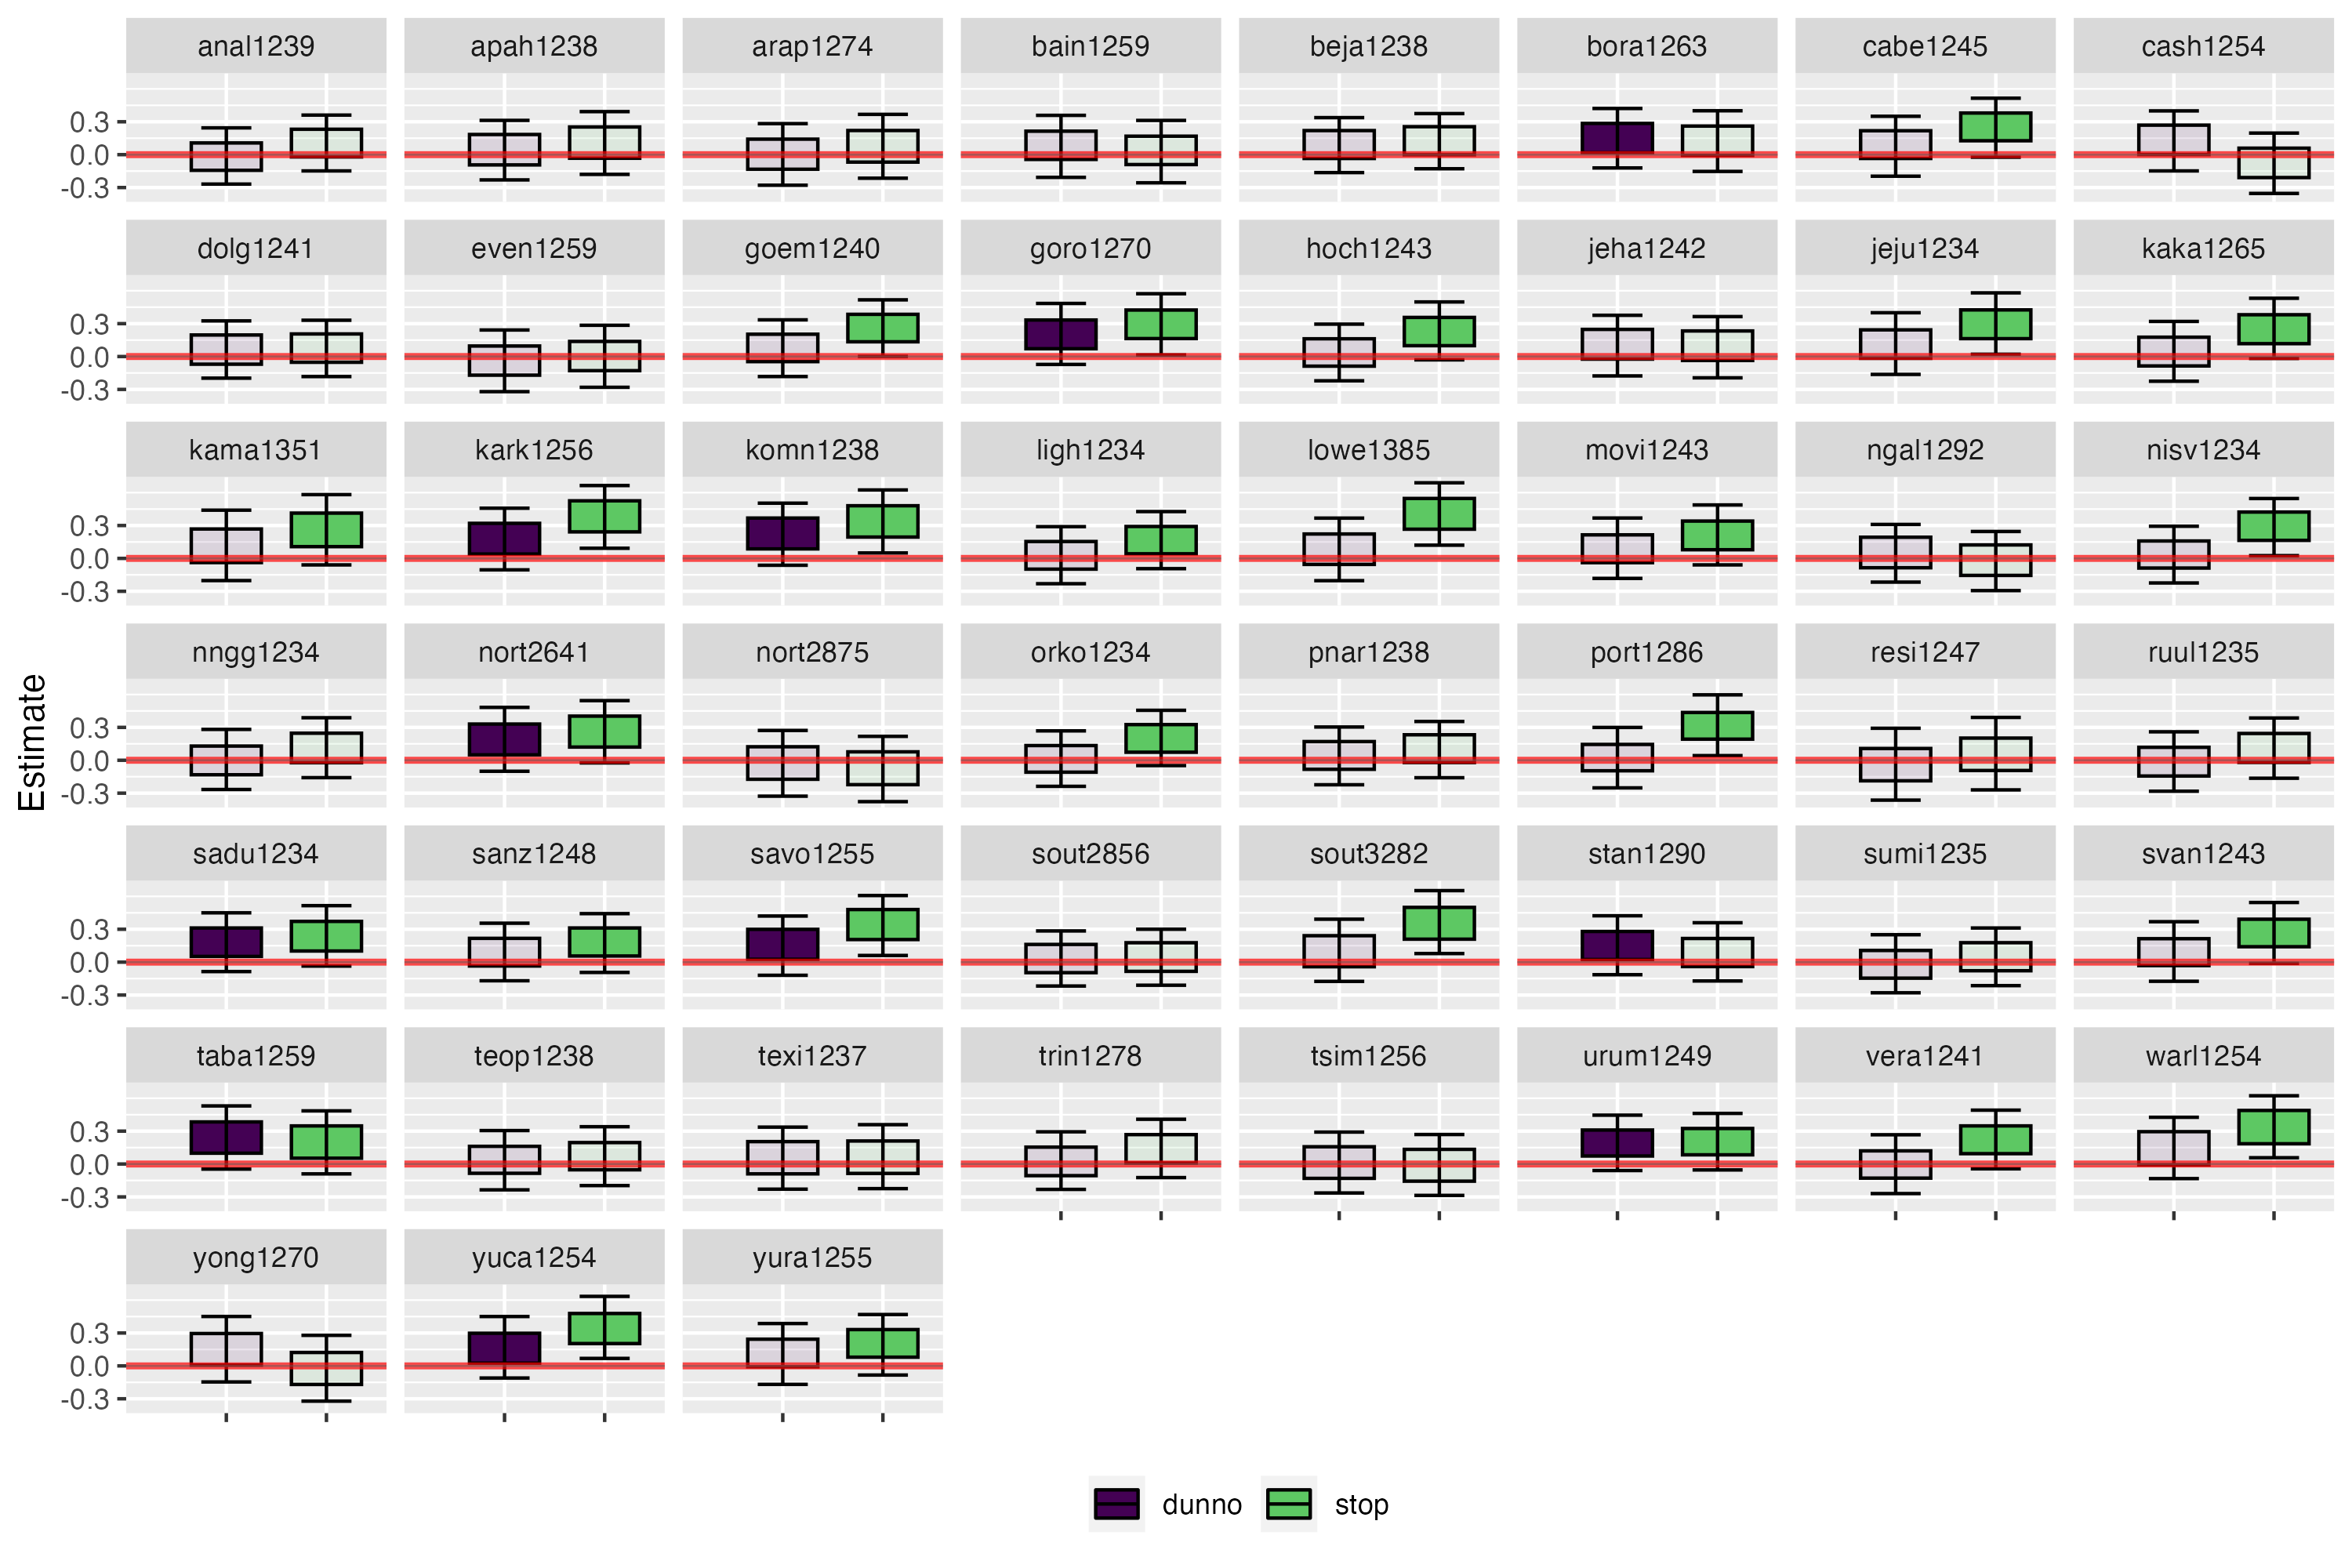 anal1239 apah1238 arap1274 bain1259 beja1238 bora1263 cabe1245 cash1254
0.3
0.0
-0.3
dolg1241 even1259 goem1240 goro1270 hoch1243 jeha1242 jeju1234 kaka1265
0.3
0.0
-0.3
kama1351 kark1256 komn1238 ligh1234 lowe1385 movi1243 ngal1292 nisv1234
0.3
0.0
-0.3
nngg1234 nort2641 nort2875 orko1234 pnar1238 port1286 resi1247 ruul1235
0.3
0.0
-0.3
Estimate
sadu1234 sanz1248 savo1255 sout2856 sout3282 stan1290 sumi1235 svan1243
0.3
0.0
-0.3
taba1259 teop1238 texi1237 trin1278 tsim1256 urum1249 vera1241 warl1254
0.3
0.0
-0.3
yong1270 yuca1254 yura1255
0.3
0.0
-0.3
dunno stop